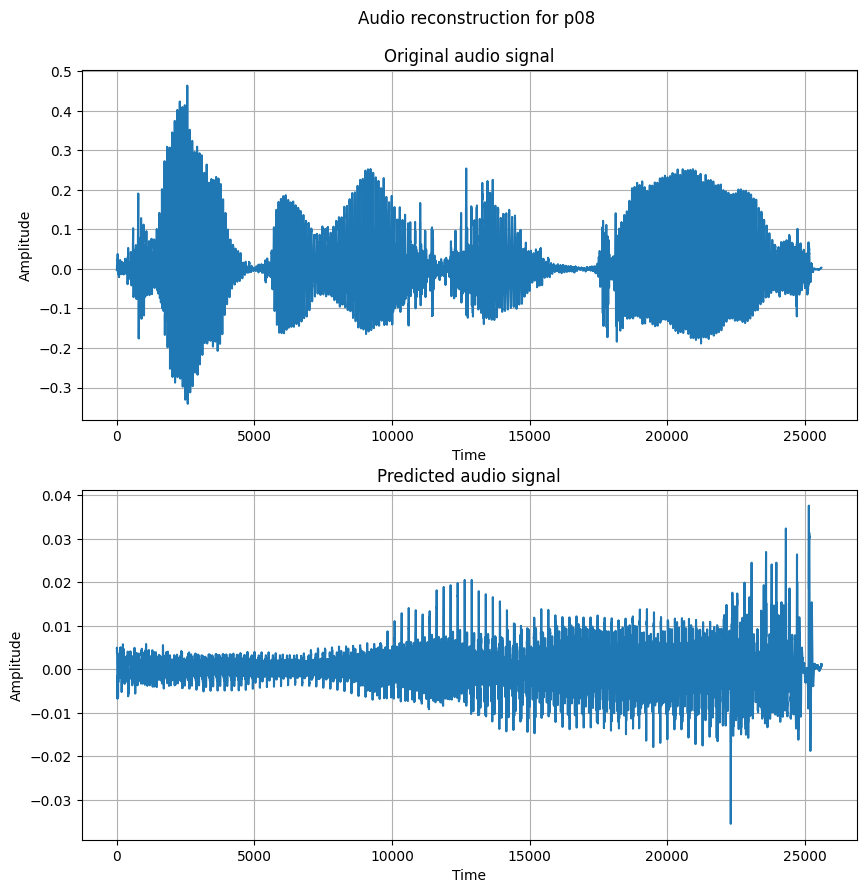 Audio reconstruction for p08
Original audio signal
0.5
0.4
0.3
0.2
0.1
0.0
−0.1
−0.2
−0.3
Amplitude
0 5000 10000 15000 20000 25000
Time
Predicted audio signal
0.04
0.03
0.02
0.01
0.00
−0.01
−0.02
−0.03
Amplitude
0 5000 10000 15000 20000 25000
Time